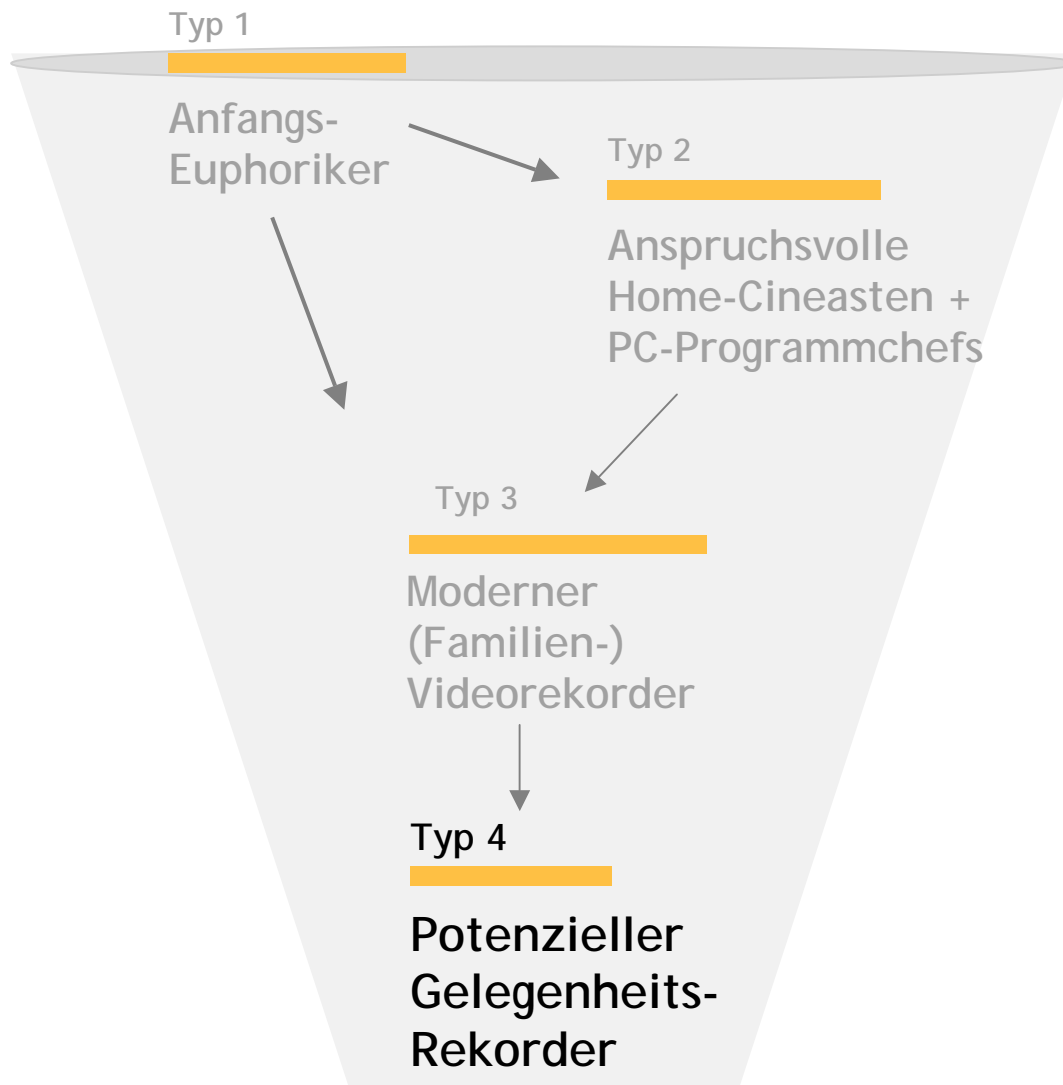 Typ 1
Anfangs-
Euphoriker
Typ 2
Anspruchsvolle
Home-Cineasten +
PC-Programmchefs
Typ 3
Moderner
(Familien-)
Videorekorder
Typ 4
Potenzieller
Gelegenheits-
Rekorder